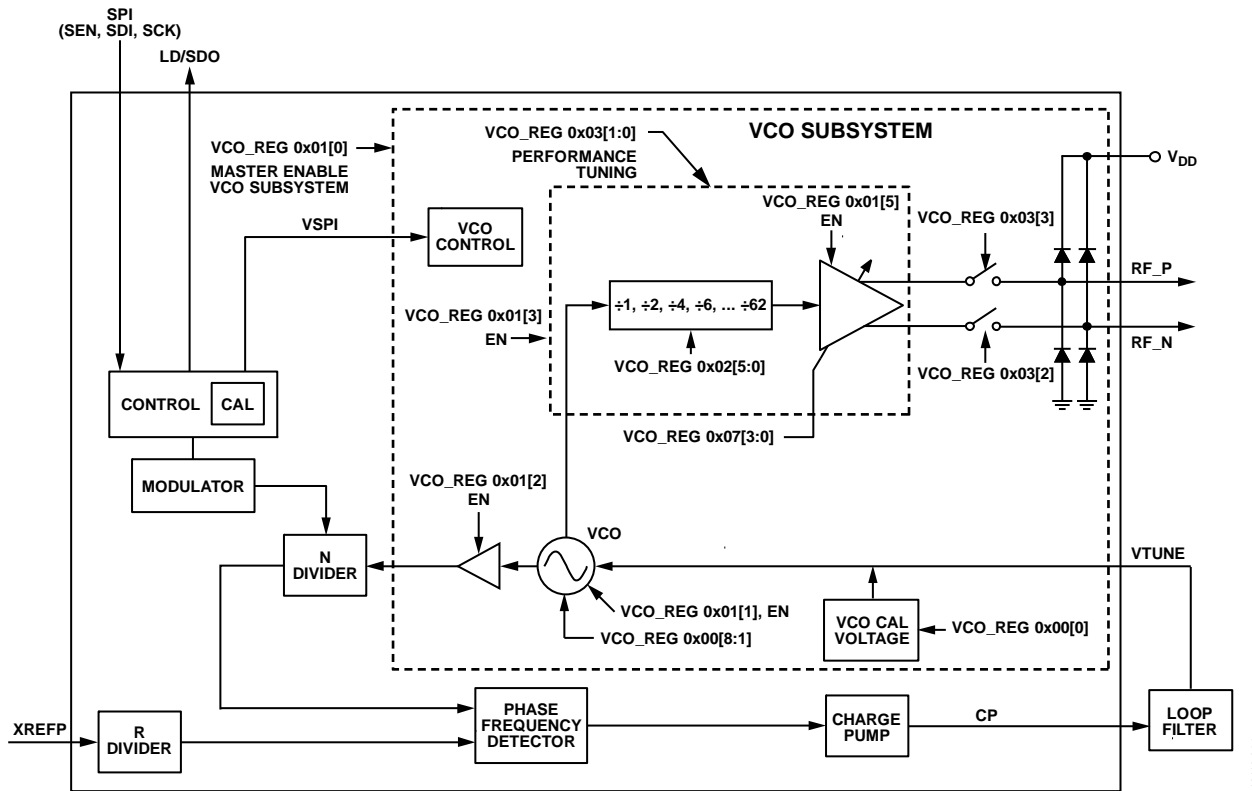 SPI
(SEN, SDI, SCK)
LD/SDO
VCO_REG 0x01[0]
MASTER ENABLE
VCO SUBSYSTEM
VCO_REG 0x03[1:0]
PERFORMANCE
TUNING
VCO SUBSYSTEM
VDD
VSPI
VCO
CONTROL
VCO_REG 0x01[5]
EN
VCO_REG 0x03[3]
RF_P
VCO_REG 0x01[3]
EN
÷1, ÷2, ÷4, ÷6, ... ÷62
VCO_REG 0x02[5:0]
RF_N
VCO_REG 0x03[2]
CONTROL
CAL
VCO_REG 0x07[3:0]
MODULATOR
VCO_REG 0x01[2]
EN
VCO
N
DIVIDER
VTUNE
VCO_REG 0x01[1], EN
VCO_REG 0x00[8:1]
VCO CAL
VOLTAGE
VCO_REG 0x00[0]
XREFP
R
DIVIDER
PHASE
FREQUENCY
DETECTOR
CHARGE
PUMP
CP
LOOP
FILTER